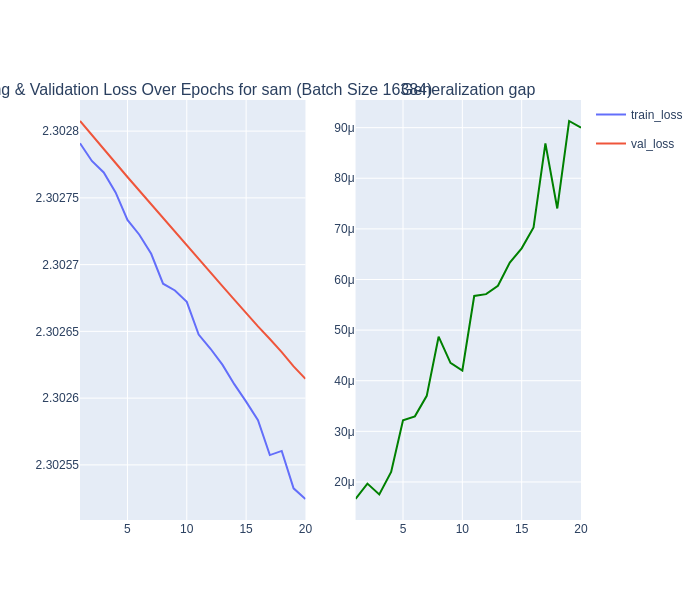 g & Validation Loss Over Epochs for sam (Batch Size 16384)
Generalization gap
train_loss
val_loss
2.3028
2.30275
2.3027
2.30265
2.3026
2.30255
5
10
15
20
90μ
80μ
70μ
60μ
50μ
40μ
30μ
20μ
5
10
15
20